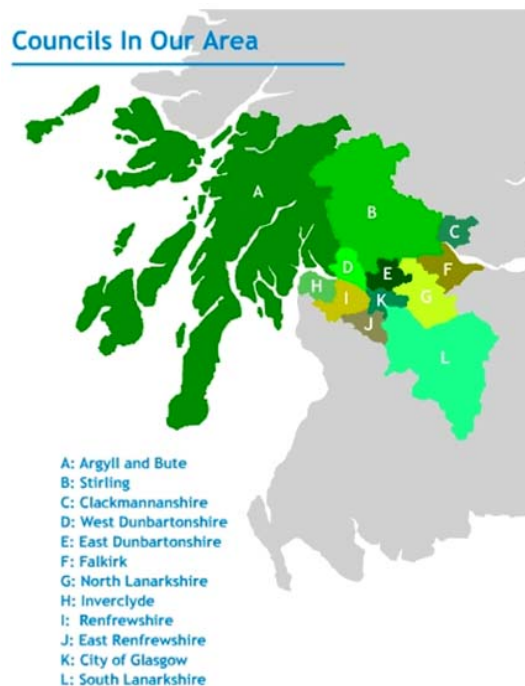 Councils In Our Area
A
B
C
D
E
F
H
I
K
G
J
L
A: Argyll and Bute
B: Stirling
C: Clackmannanshire
D: West Dunbartonshire
E: East Dunbartonshire
F: Falkirk
G: North Lanarkshire
H: Inverclyde
I: Renfrewshire
J: East Renfrewshire
K: City of Glasgow
L: South Lanarkshire